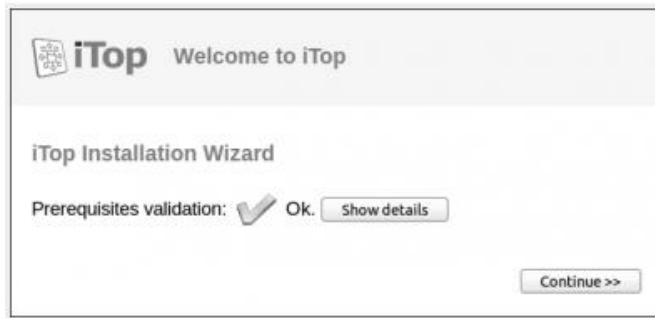 iTop Welcome to iTop
iTop Installation Wizard
Prerequisites validation: Ok. Show details
Continue >>